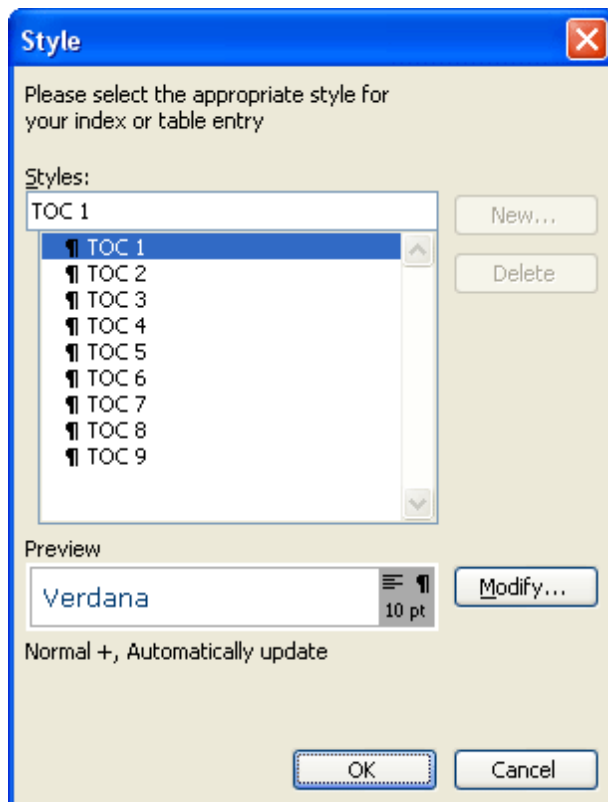 Style
Please select the appropriate style for
your index or table entry
Styles:
TOC 1
New...
¶ TOC 1
¶ TOC 2
Delete
¶ TOC 3
¶ TOC 4
¶ TOC 5
¶ TOC 6
¶ TOC 7
¶ TOC 8
¶ TOC 9
Preview
Verdana
¶
10 pt
Modify...
Normal +, Automatically update
OK
Cancel